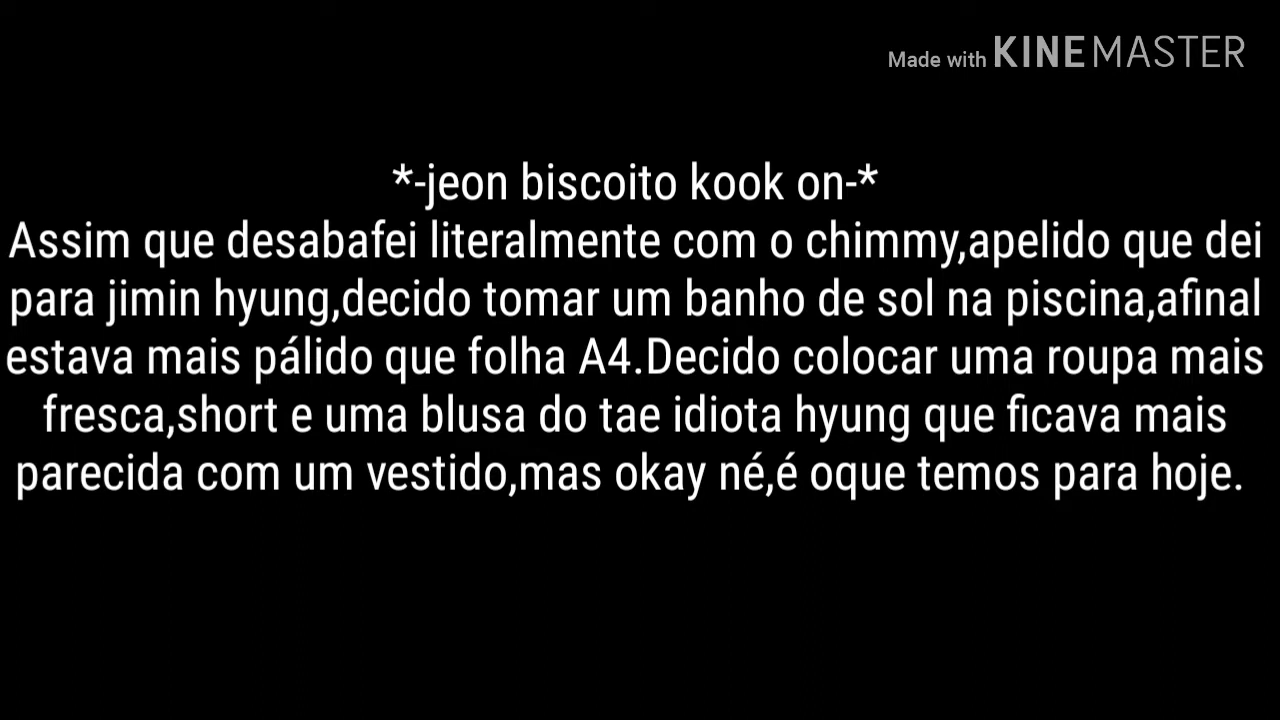 Made with KINEMASTER
*-jeon biscoito kook on-*
Assim que desabafei literalmente com o chimmy,apelido que dei
para jimin hyung,decido tomar um banho de sol na piscina,afinal
estava mais pálido que folha A4.Decido colocar uma roupa mais
fresca,short e uma blusa do tae idiota hyung que ficava mais
parecida com um vestido,mas okay né,é oque temos para hoje.